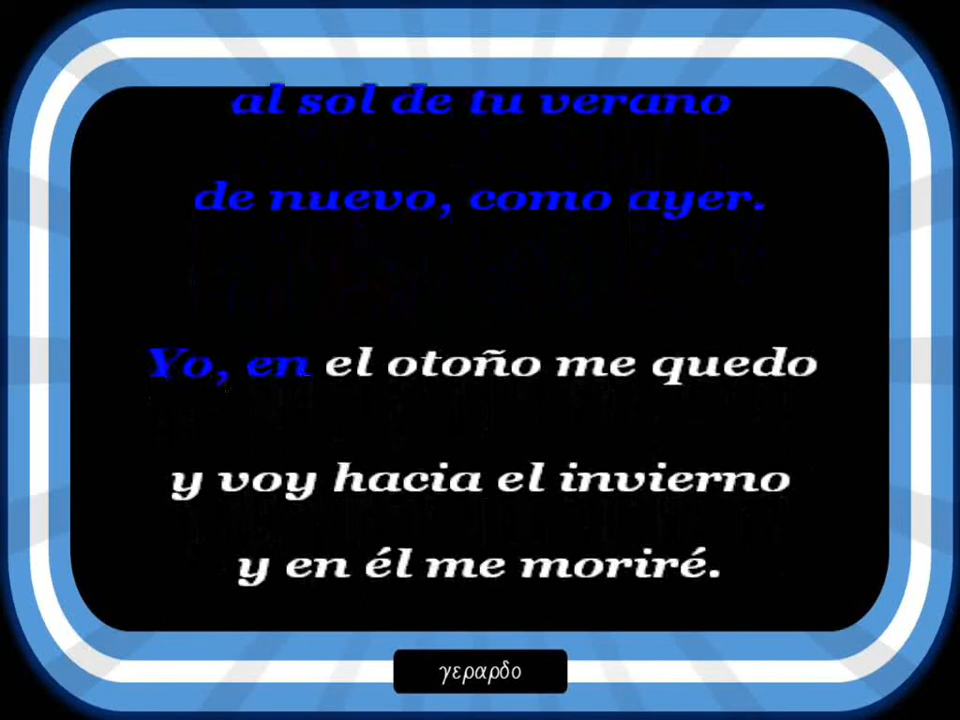 al sol de tu verano
de nuevo, como ayer.
Yo, en el otoño me quedo
y voy hacia el invierno
y en él me moriré.
γεραρδο